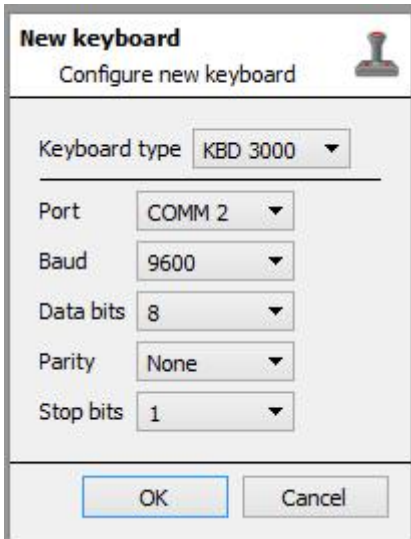 New keyboard
Configure new keyboard
Keyboard type KBD 3000
Port COMM 2
Baud 9600
Data bits 8
Parity None
Stop bits 1
OK Cancel